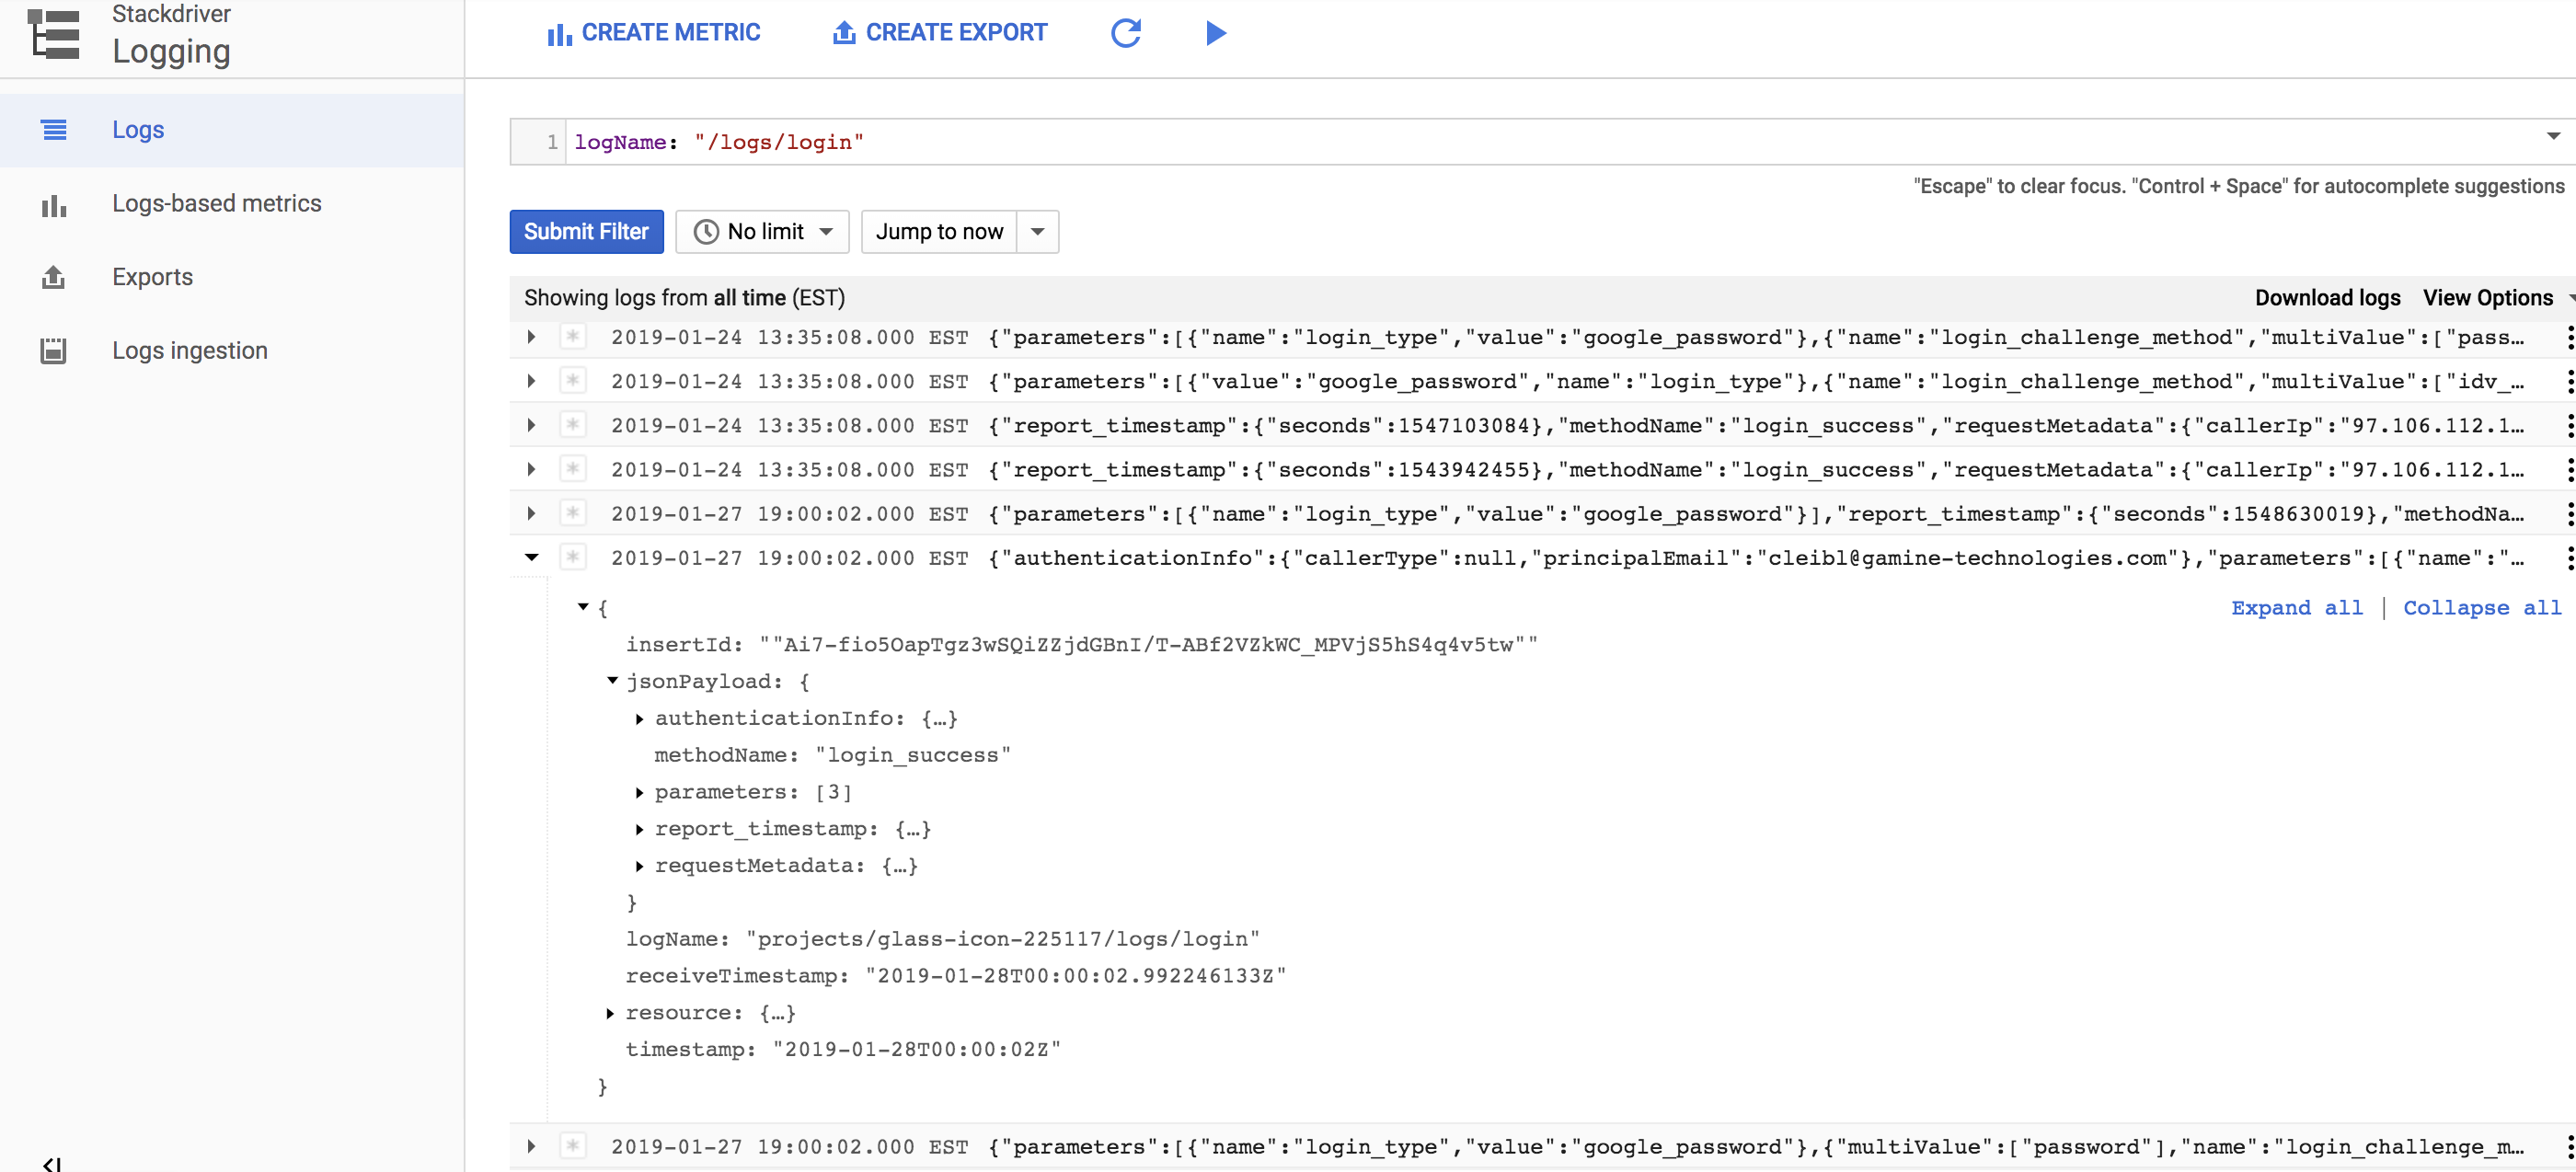 Stackdriver
Logging
CREATE METRIC
CREATE EXPORT
Logs
Logs-based metrics
Exports
Logs ingestion
1 logName: "/logs/login"
"Escape" to clear focus. "Control + Space" for autocomplete suggestions
Submit Filter
No limit
Jump to now
Showing logs from all time (EST)
Download logs
View Options
2019-01-24 13:35:08.000 EST {"parameters":[{"name":"login_type","value":"google_password"},{"name":"login_challenge_method","multiValue":["pass…
2019-01-24 13:35:08.000 EST {"parameters":[{"value":"google_password","name":"login_type"},{"name":"login_challenge_method","multiValue":["idv_…
2019-01-24 13:35:08.000 EST {"report_timestamp":{"seconds":1547103084},"methodName":"login_success","requestMetadata":{"callerIp":"97.106.112.1…
2019-01-24 13:35:08.000 EST {"report_timestamp":{"seconds":1543942455},"methodName":"login_success","requestMetadata":{"callerIp":"97.106.112.1…
2019-01-27 19:00:02.000 EST {"parameters":[{"name":"login_type","value":"google_password"}],"report_timestamp":{"seconds":1548630019},"methodNa…
2019-01-27 19:00:02.000 EST {"authenticationInfo":{"callerType":null,"principalEmail":"cleibl@gamine-technologies.com"},"parameters":[{"name":"…
{
Expand all | Collapse all
insertId: ""Ai7-fio5OapTgz3wSQiZZjdGBnI/T-ABf2VZkWC_MPVjS5hS4q4v5tw""
jsonPayload: {
authenticationInfo: {…}
methodName: "login_success"
parameters: [3]
report_timestamp: {…}
requestMetadata: {…}
}
logName: "projects/glass-icon-225117/logs/login"
receiveTimestamp: "2019-01-28T00:00:02.992246133Z"
resource: {…}
timestamp: "2019-01-28T00:00:02Z"
}
2019-01-27 19:00:02.000 EST {"parameters":[{"name":"login_type","value":"google_password"},{"multiValue":["password"],"name":"login_challenge_m…